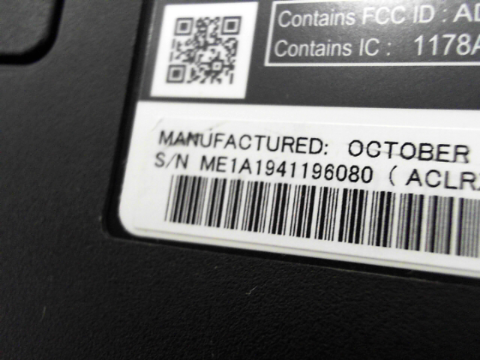 Contains FCC ID : AD
Contains IC : 1178A
MANUFACTURED: OCTOBER
S/N ME1A1941196080 ( ACLR